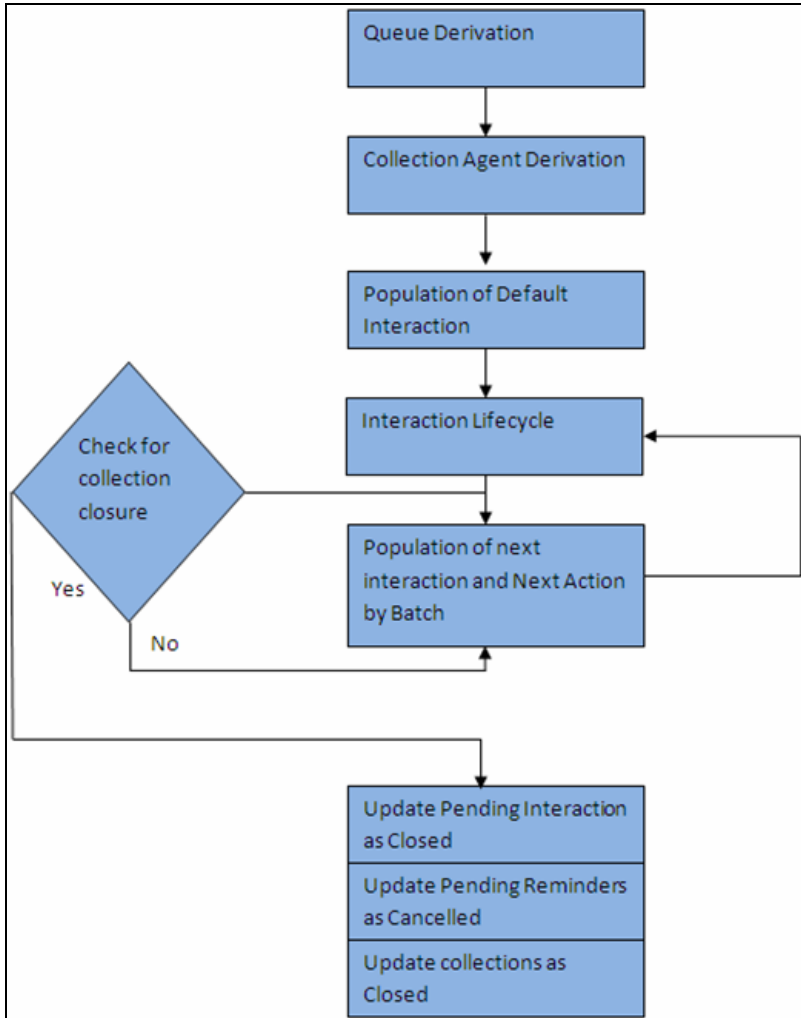 Queue Derivation
Collection Agent Derivation
Population of Default
Interaction
Interaction Lifecycle
Check for
collection
closure
Population of next
interaction and Next Action
by Batch
Yes
No
Update Pending Interaction
as Closed
Update Pending Reminders
as Cancelled
Update collections as
Closed